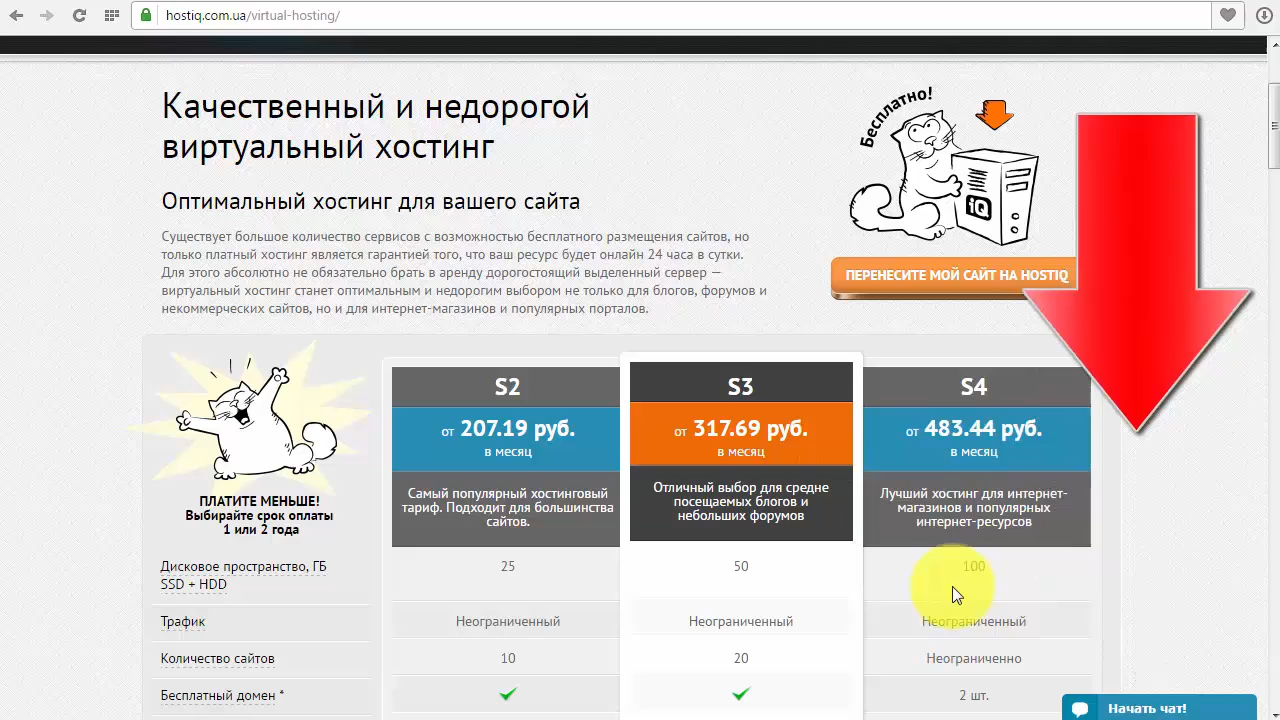 hostiq.com.ua/virtual-hosting/
Качественный и недорогой
виртуальный хостинг
Бесплатно!
iQ
Оптимальный хостинг для вашего сайта
Существует большое количество сервисов с возможностью бесплатного размещения сайтов, но
только платный хостинг является гарантией того, что ваш ресурс будет онлайн 24 часа в сутки.
Для этого абсолютно не обязательно брать в аренду дорогостоящий выделенный сервер —
виртуальный хостинг станет оптимальным и недорогим выбором не только для блогов, форумов и
некоммерческих сайтов, но и для интернет-магазинов и популярных порталов.
ПЕРЕНЕСИТЕ МОЙ САЙТ НА HOSTIQ
ПЛАТИТЕ МЕНЬШЕ!
Выбирайте срок оплаты
1 или 2 года
S2
от 207.19 руб.
в месяц
Самый популярный хостинговый
тариф. Подходит для большинства
сайтов.
S3
от 317.69 руб.
в месяц
Отличный выбор для средне
посещаемых блогов и
небольших форумов
S4
от 483.44 руб.
в месяц
Лучший хостинг для интернет-
магазинов и популярных
интернет-ресурсов
Дисковое пространство, ГБ
SSD + HDD
25 50 100
Трафик Неограниченный Неограниченный Неограниченный
Количество сайтов 10 20 Неограниченно
Бесплатный домен * 2 шт.
Начать чат!